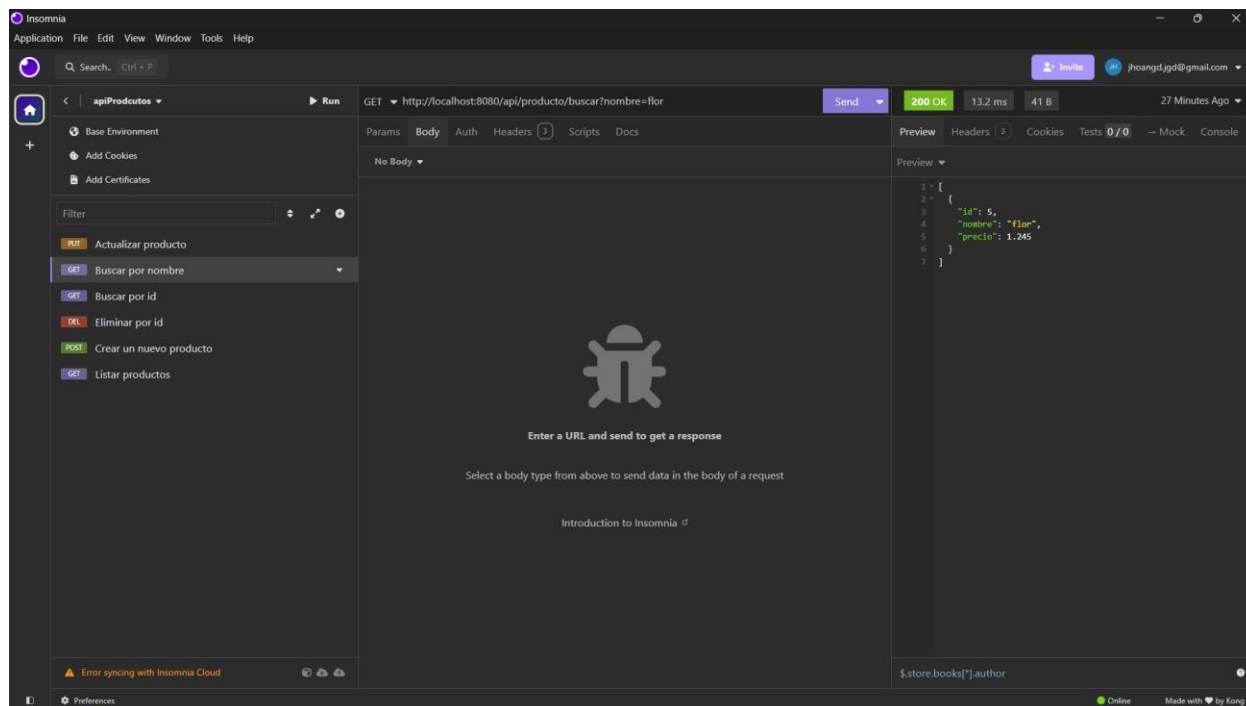 Insomnia
Application File Edit View Window Tools Help
Search.. Ctrl + P
Invite
JH jhoangd.jgd@gmail.com
apiProdcutos
Run
Base Environment
Add Cookies
Add Certificates
Filter
PUT Actualizar producto
GET Buscar por nombre
GET Buscar por id
DEL Eliminar por id
POST Crear un nuevo producto
GET Listar productos
Error syncing with Insomnia Cloud
GET http://localhost:8080/api/producto/buscar?nombre=flor Send
Params Body Auth Headers 3 Scripts Docs
No Body
Enter a URL and send to get a response
Select a body type from above to send data in the body of a request
Introduction to Insomnia
200 OK 13.2 ms 41 B 27 Minutes Ago
Preview Headers 3 Cookies Tests 0 / 0 → Mock Console
Preview
1 [
2 {
3 "id": 5,
4 "nombre": "flor",
5 "precio": 1.245
6 }
7 ]
$.store.books[*].author
Preferences
Online Made with ♥ by Kong